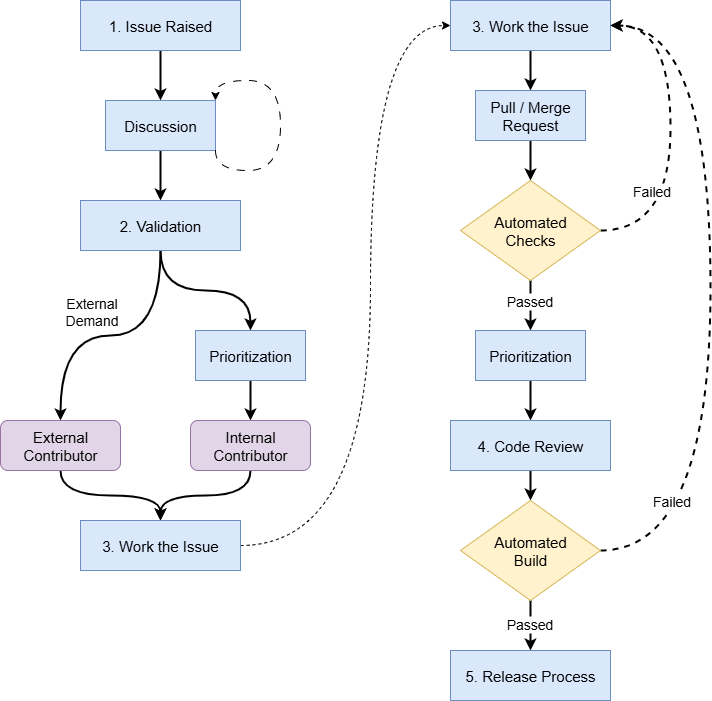 1. Issue Raised
Discussion
2. Validation
External
Demand
Prioritization
External
Contributor
Internal
Contributor
3. Work the Issue
3. Work the Issue
Pull / Merge
Request
Automated
Checks
Failed
Passed
Prioritization
4. Code Review
Failed
Automated
Build
Passed
5. Release Process